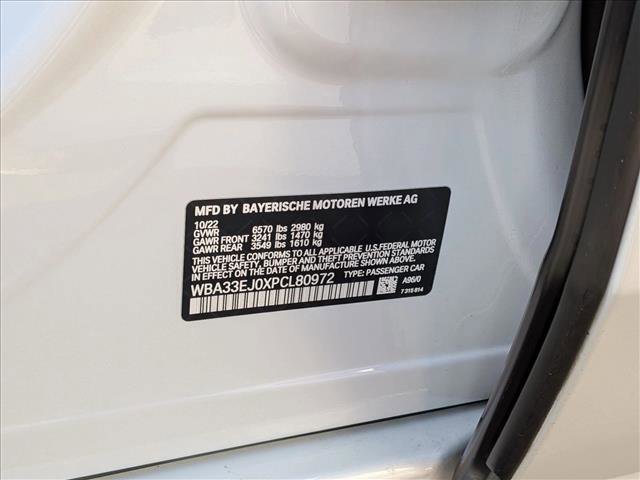 MFD BY BAYERISCHE MOTOREN WERKE AG
10/22
GVWR 6570 lbs 2980 kg
GAWR FRONT 3241 lbs 1470 kg
GAWR REAR 3549 lbs 1610 kg
THIS VEHICLE CONFORMS TO ALL APPLICABLE U.S.FEDERAL MOTOR
VEHICLE SAFETY, BUMPER, AND THEFT PREVENTION STANDARDS
IN EFFECT ON THE DATE OF MANUFACTURE SHOWN ABOVE.
WBA33EJ0XPCL80972 TYPE: PASSENGER CAR
A96/0
7 315 814